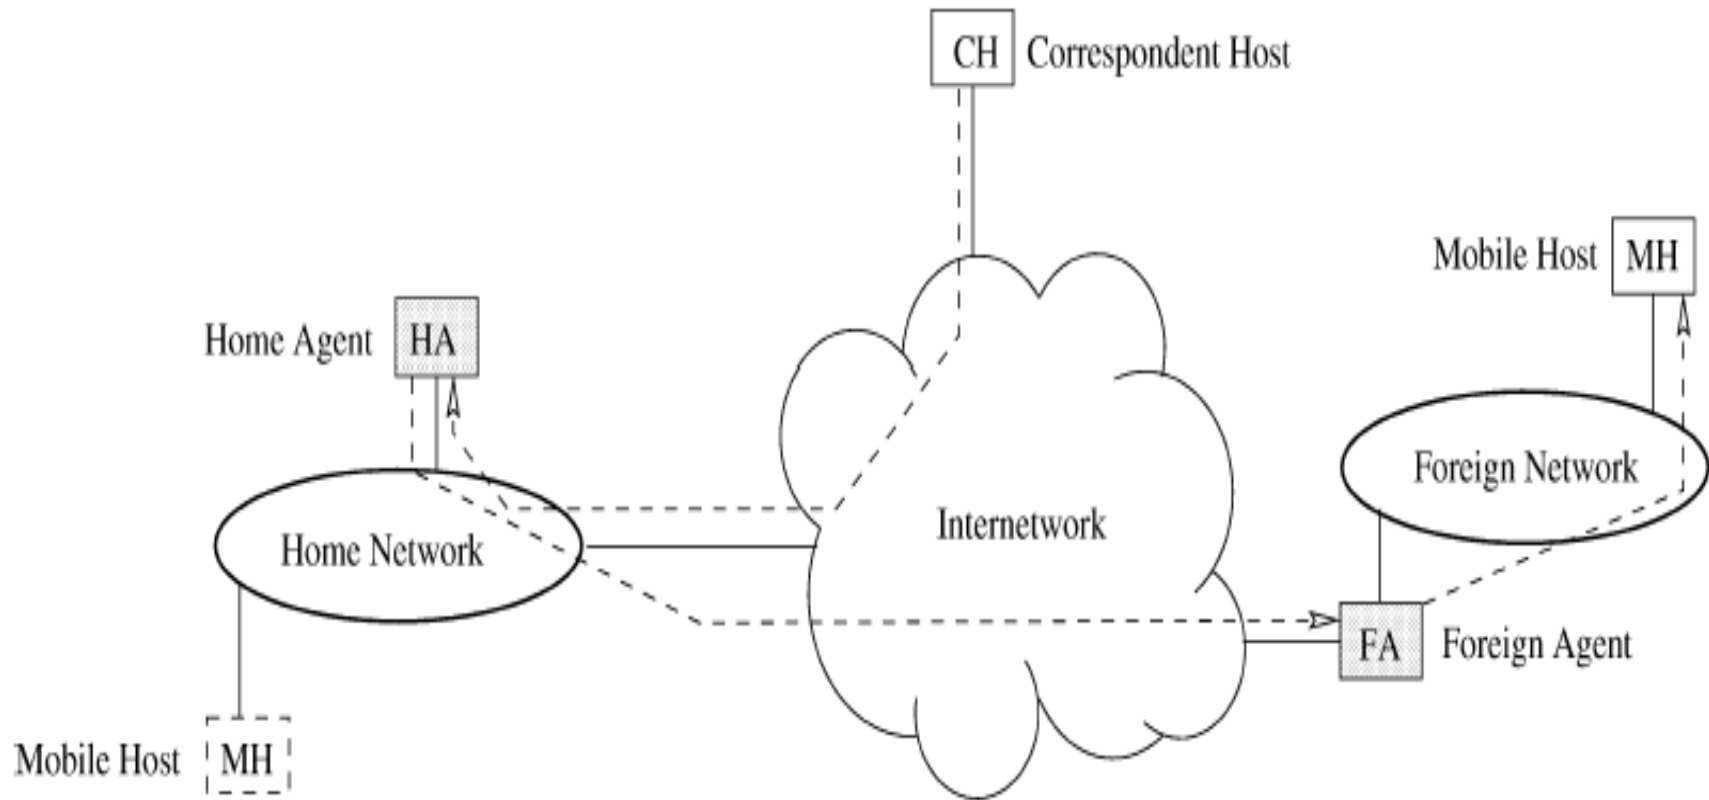 CH Correspondent Host
Mobile Host MH
Home Agent HA
Foreign Network
Internetwork
Home Network
FA Foreign Agent
Mobile Host MH